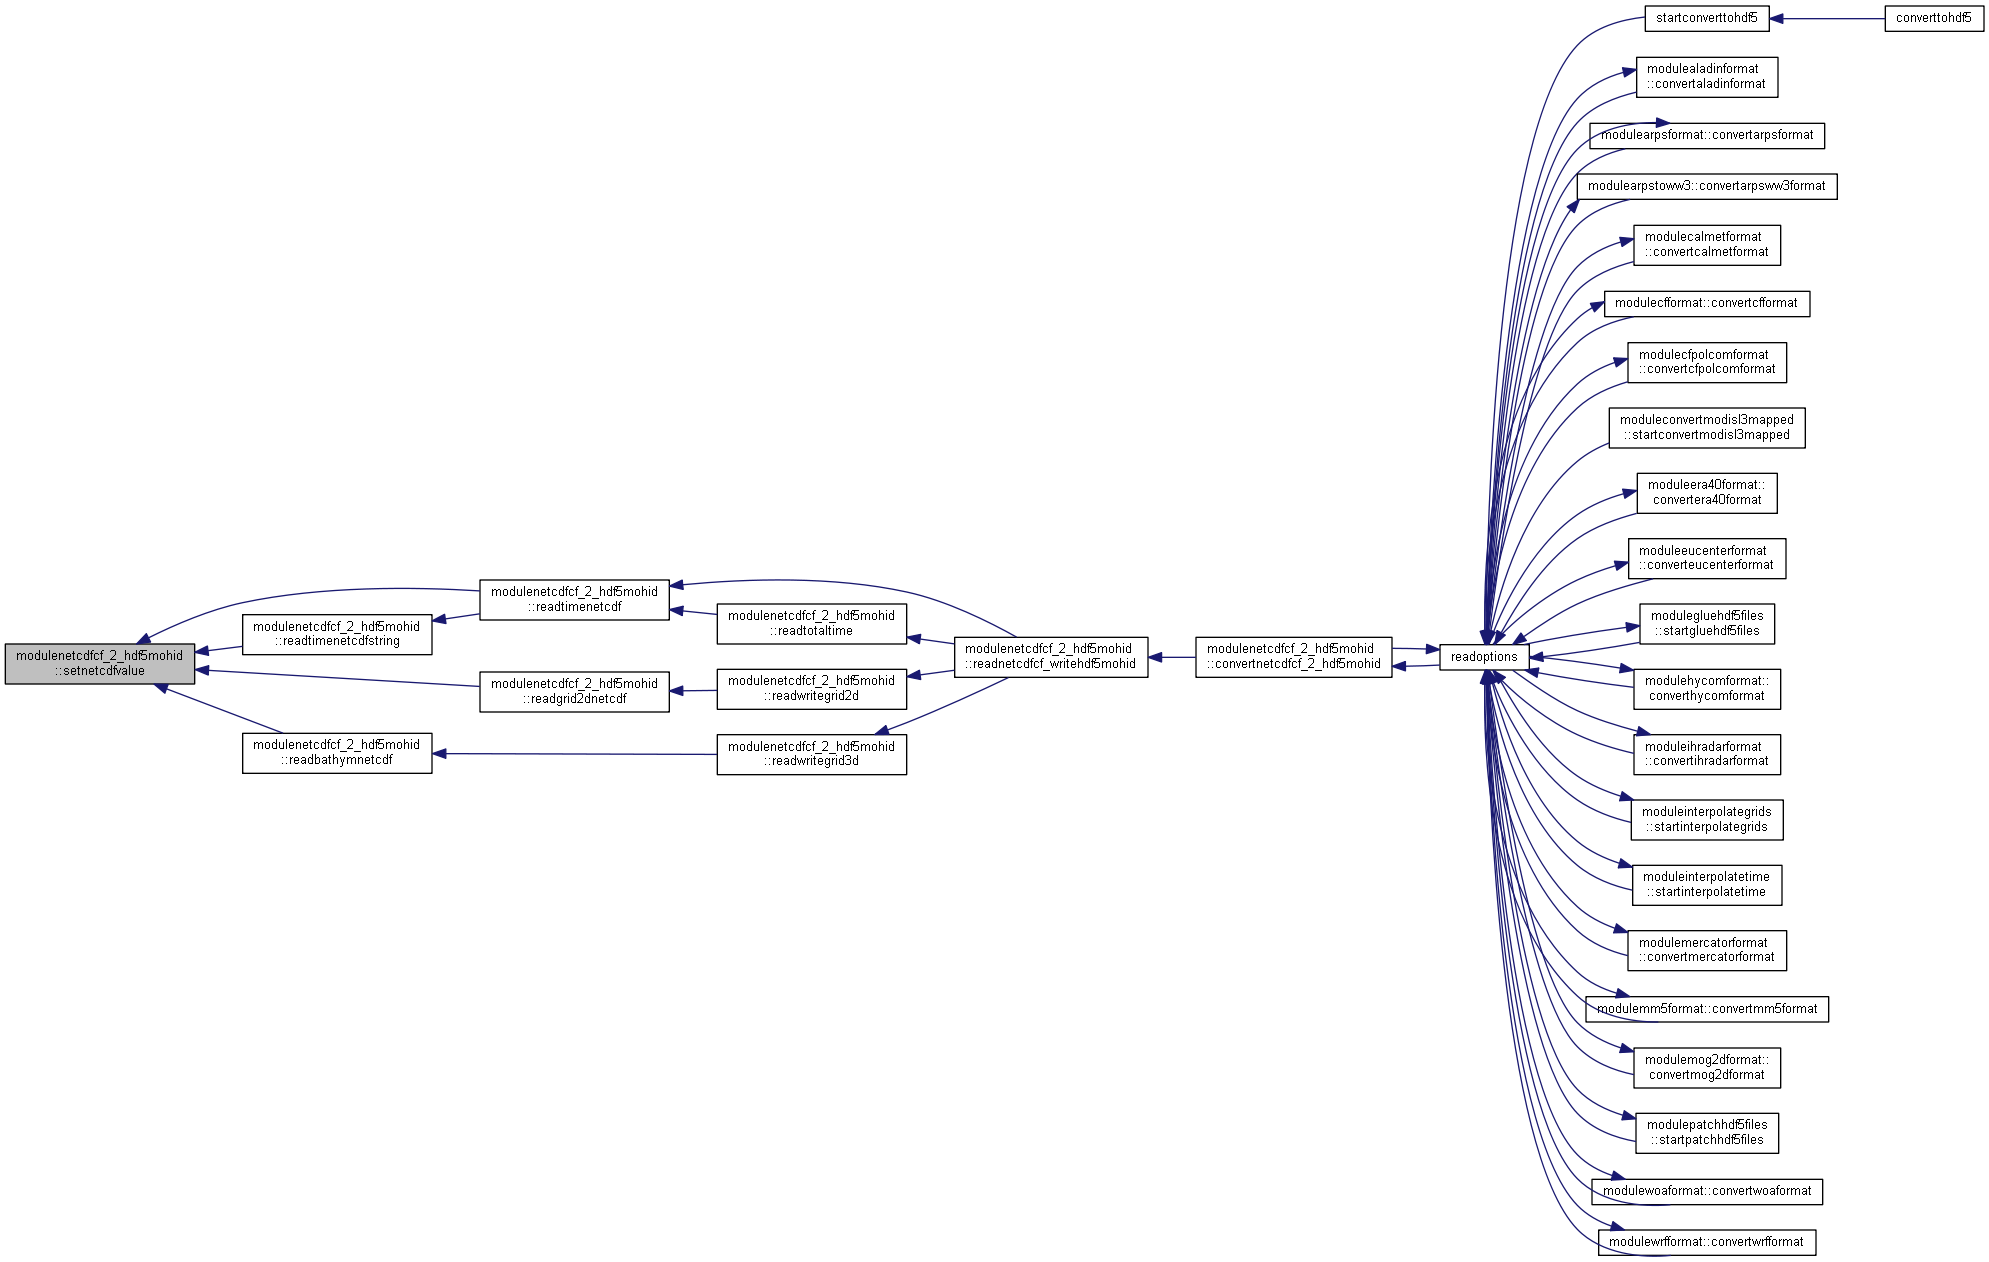 modulenetcdfcf_2_hdf5mohid
::setnetcdfvalue
modulenetcdfcf_2_hdf5mohid
::readtimenetcdfstring
modulenetcdfcf_2_hdf5mohid
::readbathymnetcdf
modulenetcdfcf_2_hdf5mohid
::readtimenetcdf
modulenetcdfcf_2_hdf5mohid
::readgrid2dnetcdf
modulenetcdfcf_2_hdf5mohid
::readtotaltime
modulenetcdfcf_2_hdf5mohid
::readwritegrid2d
modulenetcdfcf_2_hdf5mohid
::readwritegrid3d
modulenetcdfcf_2_hdf5mohid
::readnetcdfcf_writehdf5mohid
modulenetcdfcf_2_hdf5mohid
::convertnetcdfcf_2_hdf5mohid
readoptions
startconverttohdf5
converttohdf5
modulealadinformat
::convertaladinformat
modulearpsformat::convertarpsformat
modulearpstoww3::convertarpsww3format
modulecalmetformat
::convertcalmetformat
modulecfformat::convertcfformat
modulecfpolcomformat
::convertcfpolcomformat
moduleconvertmodisl3mapped
::startconvertmodisl3mapped
moduleera40format::
convertera40format
moduleeucenterformat
::converteucenterformat
modulegluehdf5files
::startgluehdf5files
modulehycomformat::
converthycomformat
moduleihradarformat
::convertihradarformat
moduleinterpolategrids
::startinterpolategrids
moduleinterpolatetime
::startinterpolatetime
modulemercatorformat
::convertmercatorformat
modulemm5format::convertmm5format
modulemog2dformat::
convertmog2dformat
modulepatchhdf5files
::startpatchhdf5files
modulewoaformat::convertwoaformat
modulewrfformat::convertwrfformat